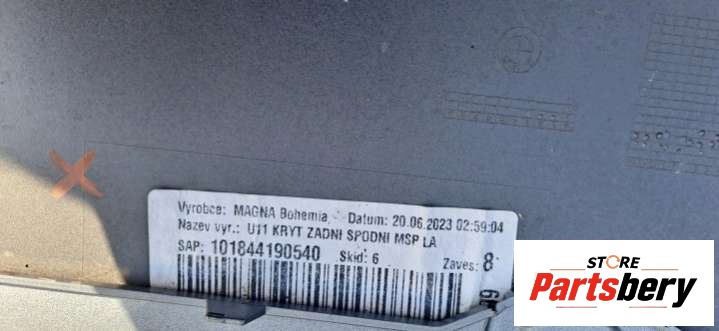 Vyrobce: MAGNA Bohemia, Datum: 20.06.2023 02:59:04
Nazev vyr.: U11 KRYT ZADNI SPODNI MSP LA
SAP: 101844190540 Skid: 6 Zaves: 8
STORE
Partsbery